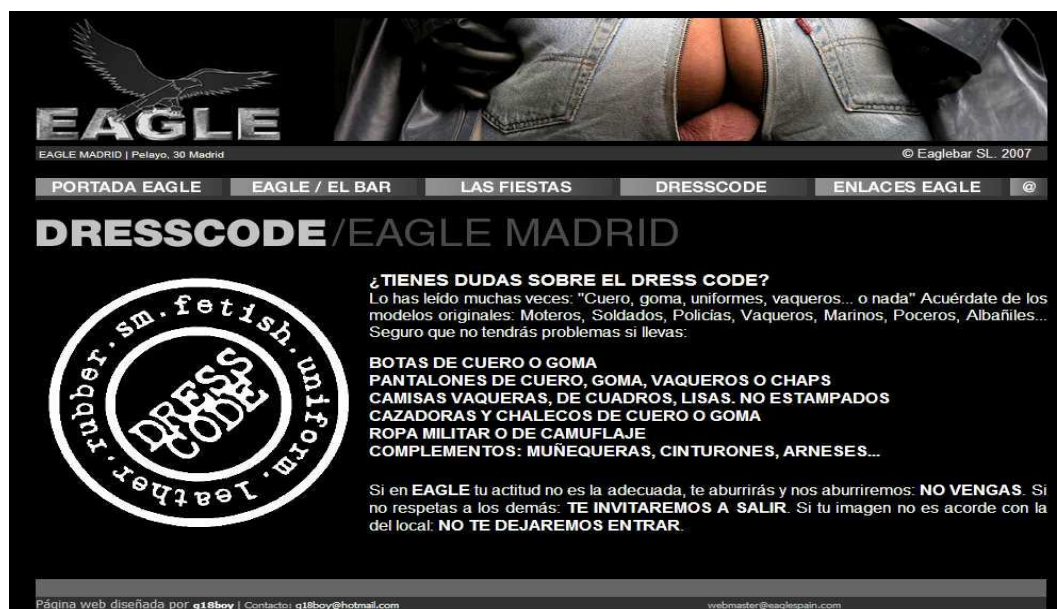 EAGLE
EAGLE MADRID | Pelayo, 30 Madrid
© Eaglebar SL. 2007
PORTADA EAGLE
EAGLE / EL BAR
LAS FIESTAS
DRESSCODE
ENLACES EAGLE
@
DRESSCODE/EAGLE MADRID
rubber.sm.fetish.uniform.leather.
DRESS
CODE
¿TIENES DUDAS SOBRE EL DRESS CODE?
Lo has leído muchas veces: "Cuero, goma, uniformes, vaqueros... o nada" Acuérdate de los
modelos originales: Moteros, Soldados, Policías, Vaqueros, Marinos, Poceros, Albañiles...
Seguro que no tendrás problemas si llevas:
BOTAS DE CUERO O GOMA
PANTALONES DE CUERO, GOMA, VAQUEROS O CHAPS
CAMISAS VAQUERAS, DE CUADROS, LISAS. NO ESTAMPADOS
CAZADORAS Y CHALECOS DE CUERO O GOMA
ROPA MILITAR O DE CAMUFLAJE
COMPLEMENTOS: MUÑEQUERAS, CINTURONES, ARNESES...
Si en EAGLE tu actitud no es la adecuada, te aburrirás y nos aburriremos: NO VENGAS. Si
no respetas a los demás: TE INVITAREMOS A SALIR. Si tu imagen no es acorde con la
del local: NO TE DEJAREMOS ENTRAR.
Página web diseñada por q18boy | Contacto: q18boy@hotmail.com
webmaster@eaglespain.com